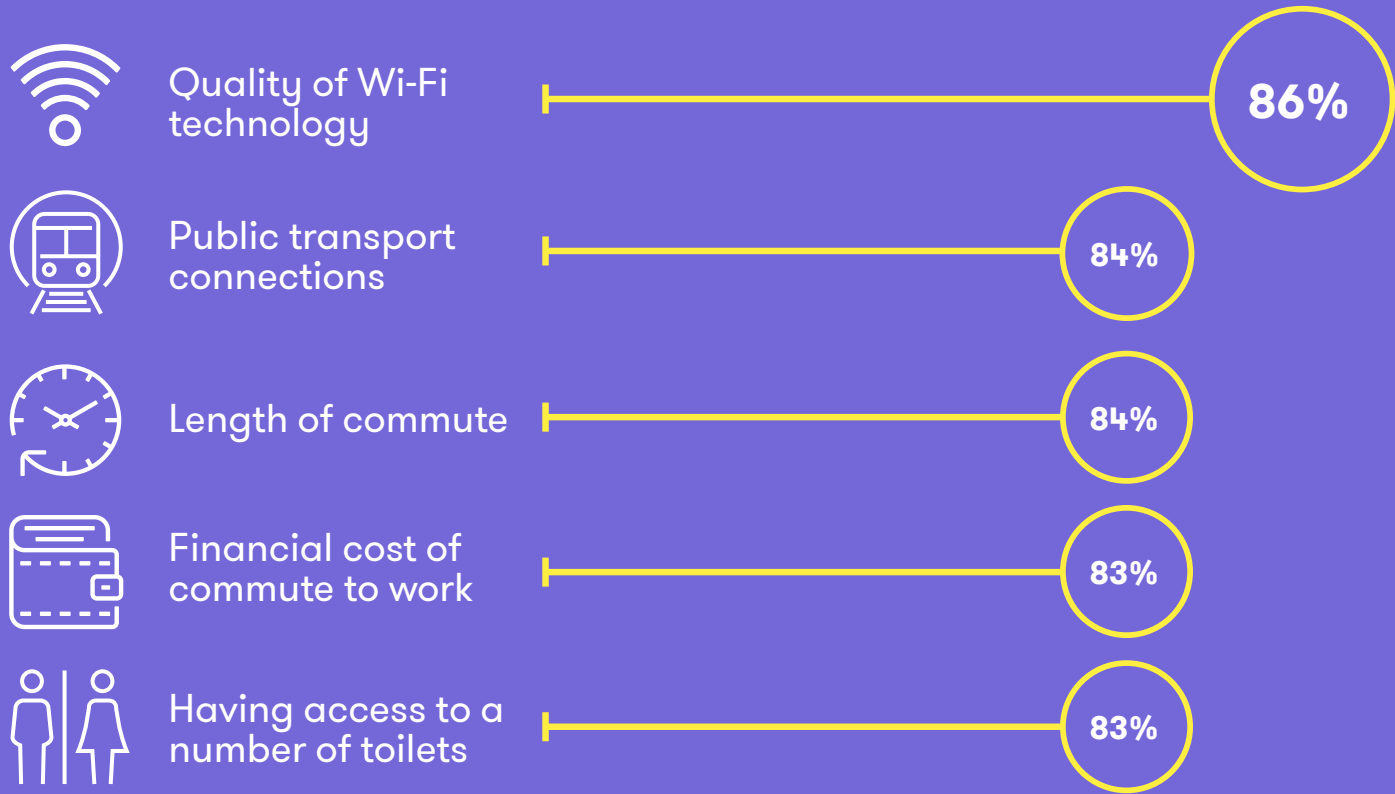 Quality of Wi-Fi
technology
86%
Public transport
connections
84%
Length of commute
84%
Financial cost of
commute to work
83%
Having access to a
number of toilets
83%